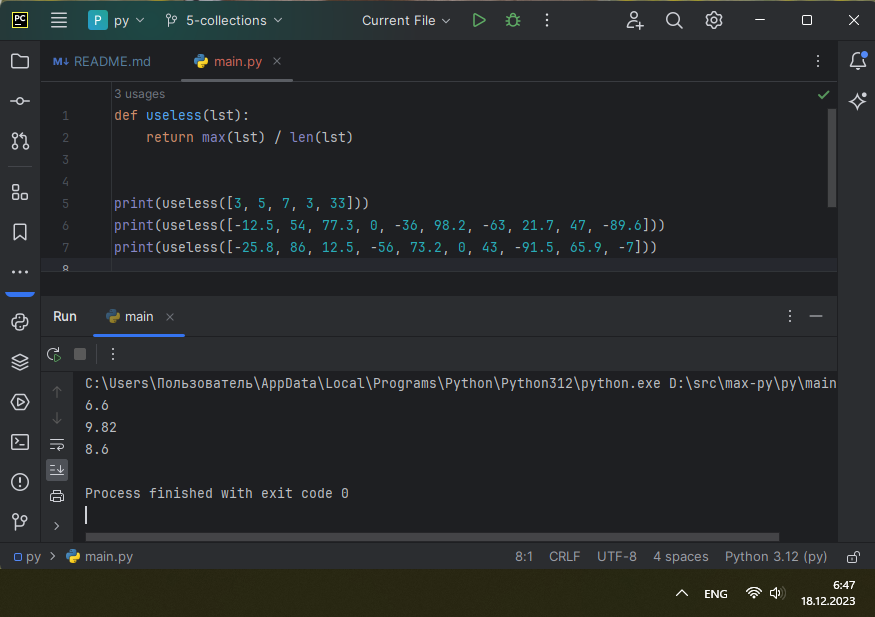 PC P py 5-collections Current File
M↓ README.md main.py
3 usages
1 def useless(lst):
2     return max(lst) / len(lst)
3
4
5 print(useless([3, 5, 7, 3, 33]))
6 print(useless([-12.5, 54, 77.3, 0, -36, 98.2, -63, 21.7, 47, -89.6]))
7 print(useless([-25.8, 86, 12.5, -56, 73.2, 0, 43, -91.5, 65.9, -7]))
8
Run main
C:\Users\Пользователь\AppData\Local\Programs\Python\Python312\python.exe D:\src\max-py\py\main
6.6
9.82
8.6
Process finished with exit code 0
py main.py 8:1 CRLF UTF-8 4 spaces Python 3.12 (py)
ENG 6:47
18.12.2023